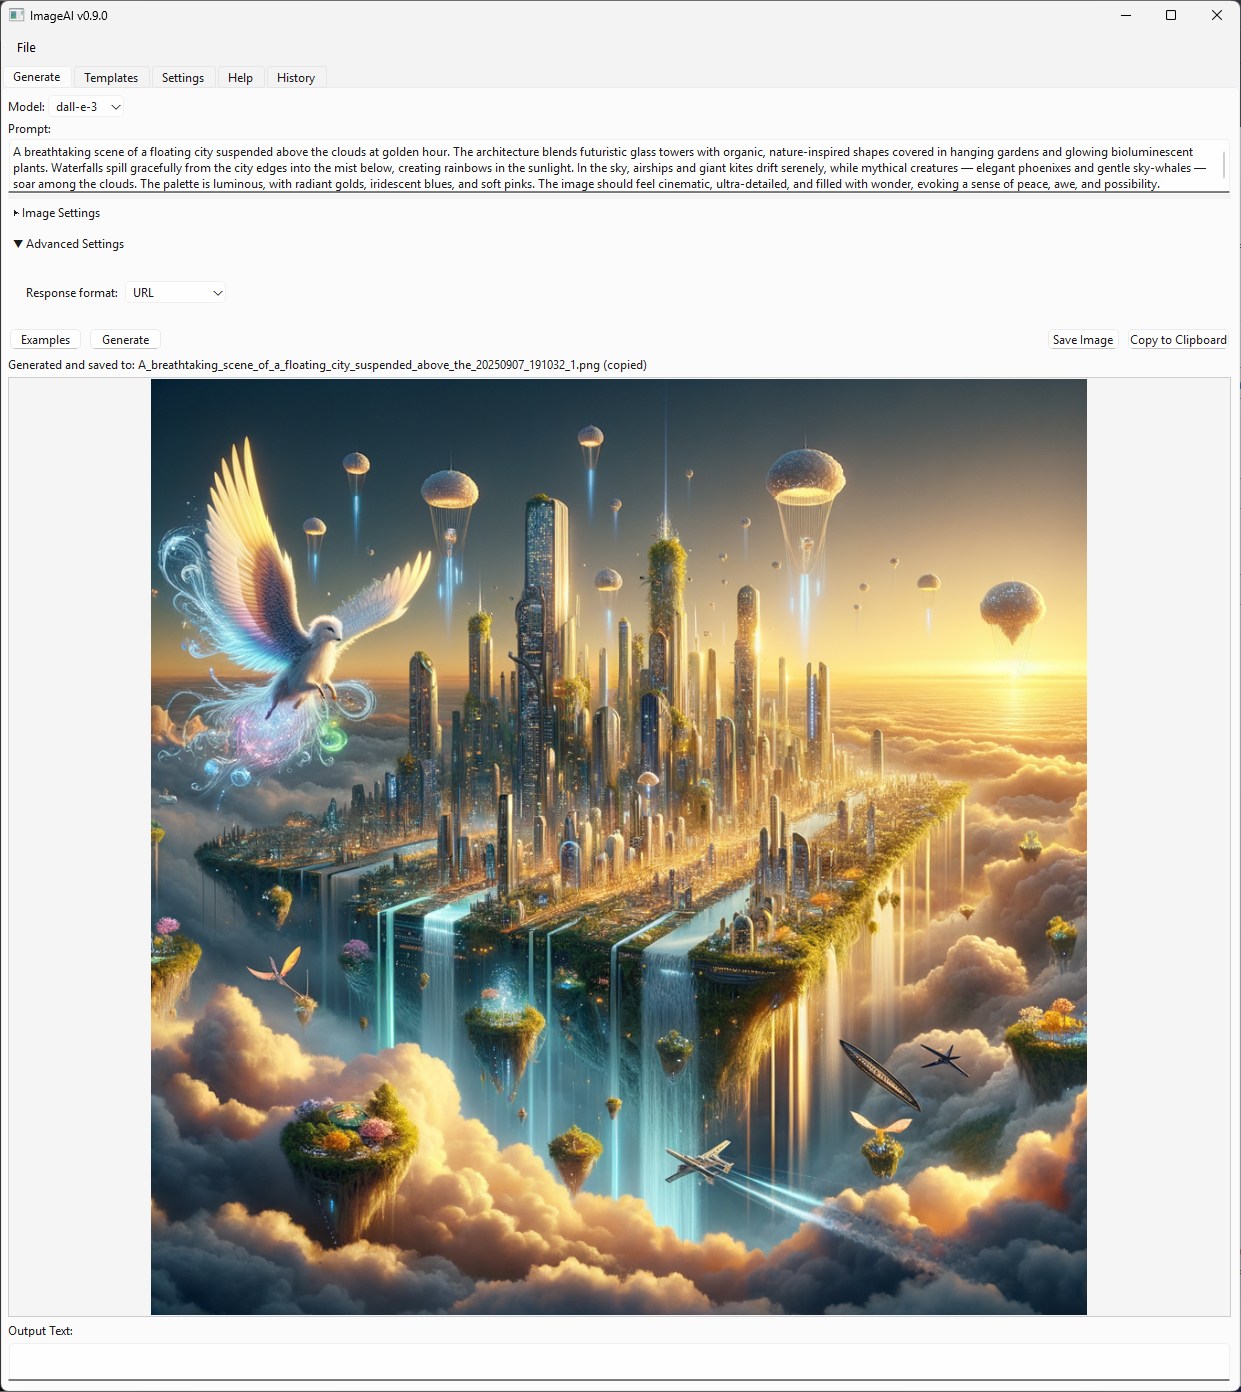 ImageAI v0.9.0
File
Generate Templates Settings Help History
Model: dall-e-3
Prompt:
A breathtaking scene of a floating city suspended above the clouds at golden hour. The architecture blends futuristic glass towers with organic, nature-inspired shapes covered in hanging gardens and glowing bioluminescent
plants. Waterfalls spill gracefully from the city edges into the mist below, creating rainbows in the sunlight. In the sky, airships and giant kites drift serenely, while mythical creatures — elegant phoenixes and gentle sky-whales —
soar among the clouds. The palette is luminous, with radiant golds, iridescent blues, and soft pinks. The image should feel cinematic, ultra-detailed, and filled with wonder, evoking a sense of peace, awe, and possibility.
Image Settings
Advanced Settings
Response format: URL
Examples Generate Save Image Copy to Clipboard
Generated and saved to: A_breathtaking_scene_of_a_floating_city_suspended_above_the_20250907_191032_1.png (copied)
Output Text: